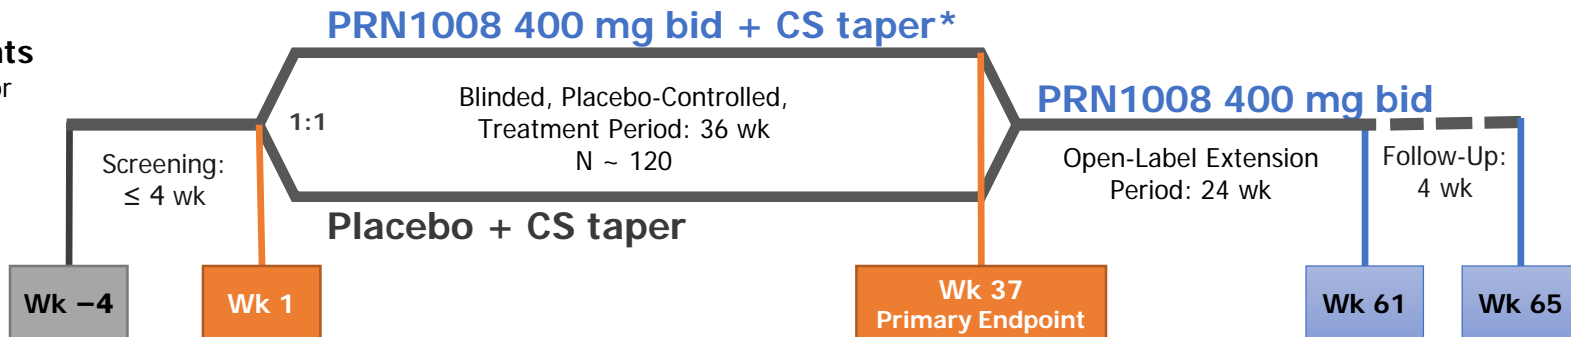 PRN1008 400 mg bid + CS taper*
1:1
Blinded, Placebo-Controlled,
Treatment Period: 36 wk
N ~ 120
Placebo + CS taper
Screening:
≤ 4 wk
PRN1008 400 mg bid
Open-Label Extension
Period: 24 wk
Follow-Up:
4 wk
Wk −4
Wk 1
Wk 37
Primary Endpoint
Wk 61
Wk 65